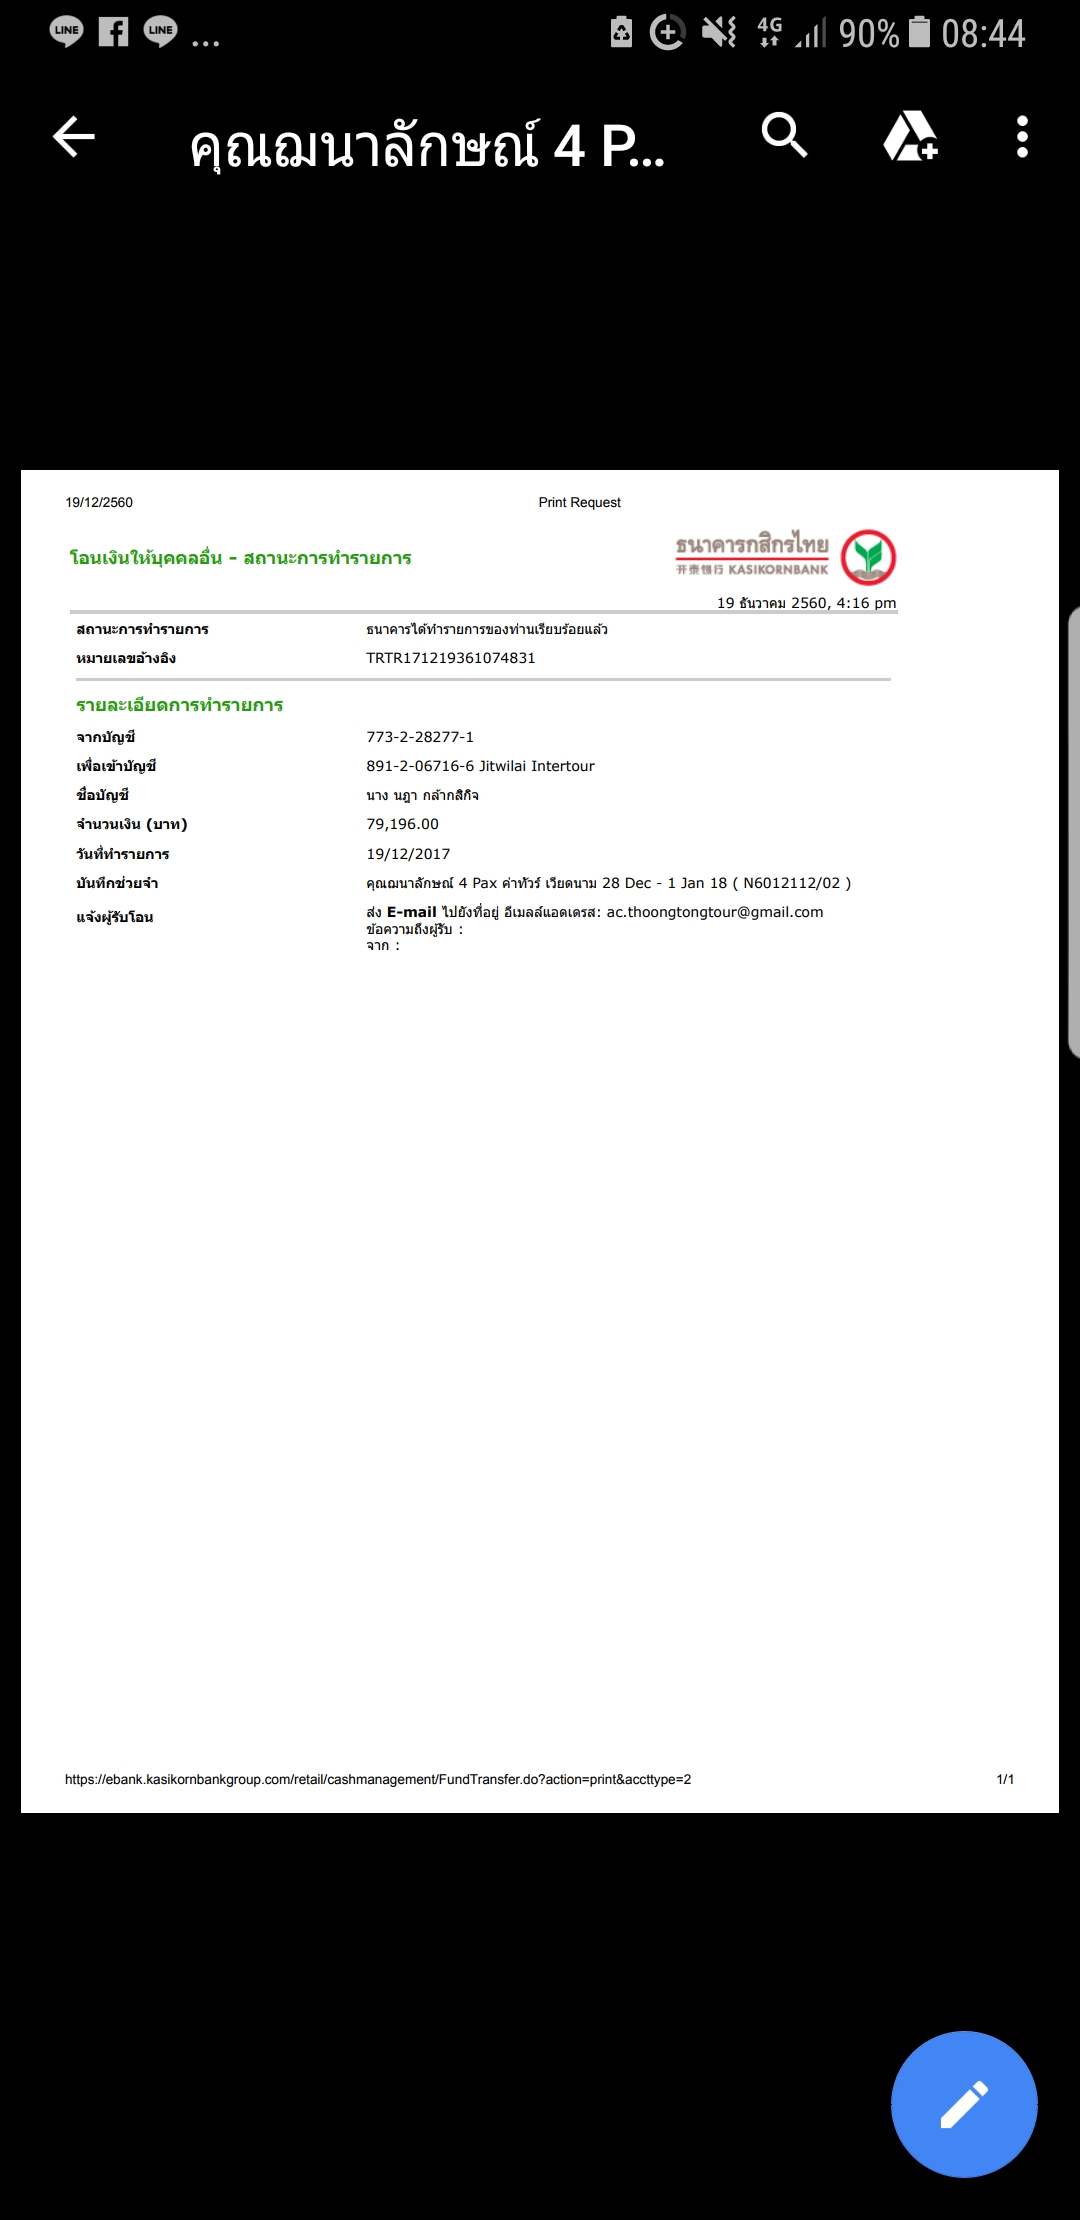 LINE LINE ... 4G 90% 08:44
คุณฌนาลักษณ์ 4 P...
19/12/2560 Print Request
โอนเงินให้บุคคลอื่น - สถานะการทำรายการ
ธนาคารกสิกรไทย
开泰银行 KASIKORNBANK
19 ธันวาคม 2560, 4:16 pm
สถานะการทำรายการ ธนาคารได้ทำรายการของท่านเรียบร้อยแล้ว
หมายเลขอ้างอิง TRTR171219361074831
รายละเอียดการทำรายการ
จากบัญชี 773-2-28277-1
เพื่อเข้าบัญชี 891-2-06716-6 Jitwilai Intertour
ชื่อบัญชี นาง นฎา กล้ากสิกิจ
จำนวนเงิน (บาท) 79,196.00
วันที่ทำรายการ 19/12/2017
บันทึกช่วยจำ คุณฌนาลักษณ์ 4 Pax ค่าทัวร์ เวียดนาม 28 Dec - 1 Jan 18 ( N6012112/02 )
แจ้งผู้รับโอน ส่ง E-mail ไปยังที่อยู่ อีเมลล์แอดเดรส: ac.thoongtongtour@gmail.com
ข้อความถึงผู้รับ :
จาก :
https://ebank.kasikornbankgroup.com/retail/cashmanagement/FundTransfer.do?action=print&accttype=2 1/1